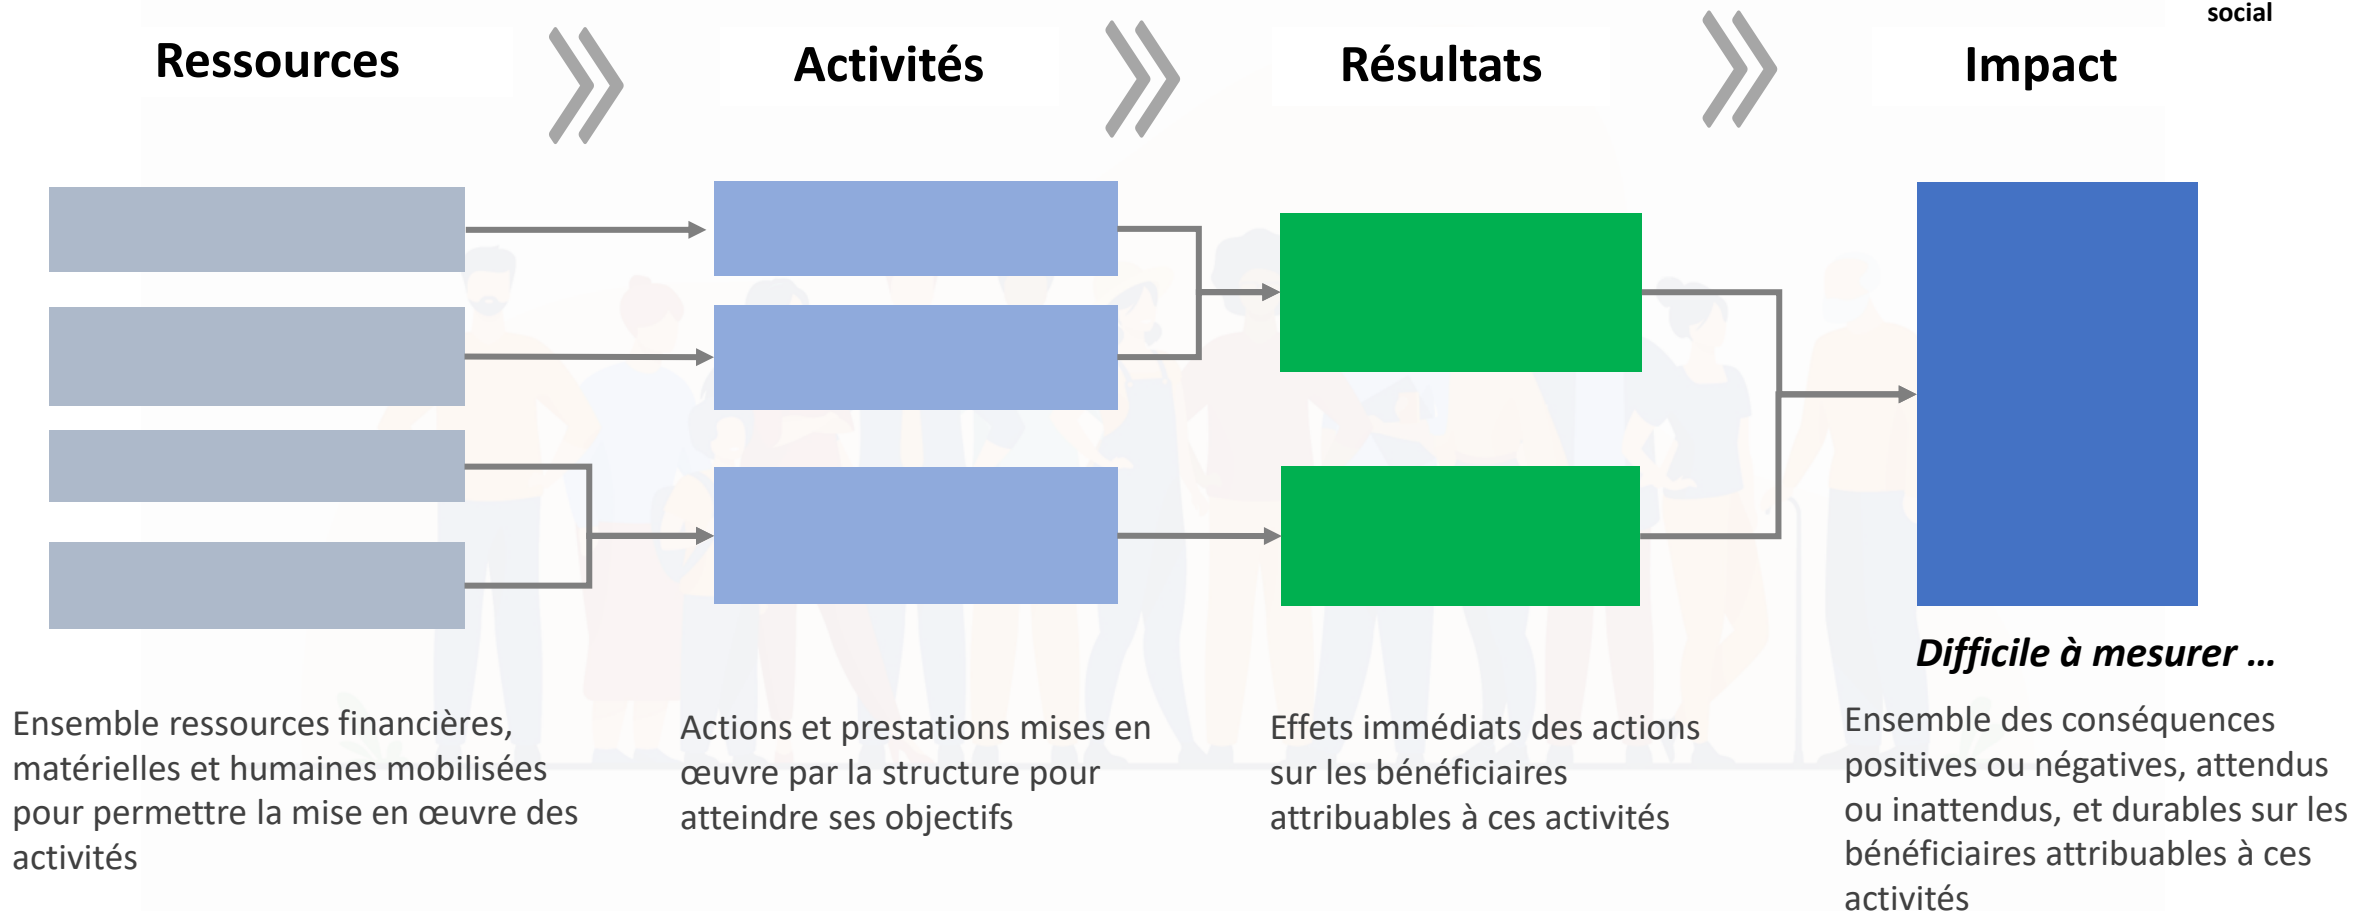 social
Ressources
Activités
Résultats
Impact
Difficile à mesurer ...
Ensemble ressources financières,
matérielles et humaines mobilisées
pour permettre la mise en œuvre des
activités
Actions et prestations mises en
œuvre par la structure pour
atteindre ses objectifs
Effets immédiats des actions
sur les bénéficiaires
attribuables à ces activités
Ensemble des conséquences
positives ou négatives, attendus
ou inattendus, et durables sur les
bénéficiaires attribuables à ces
activités